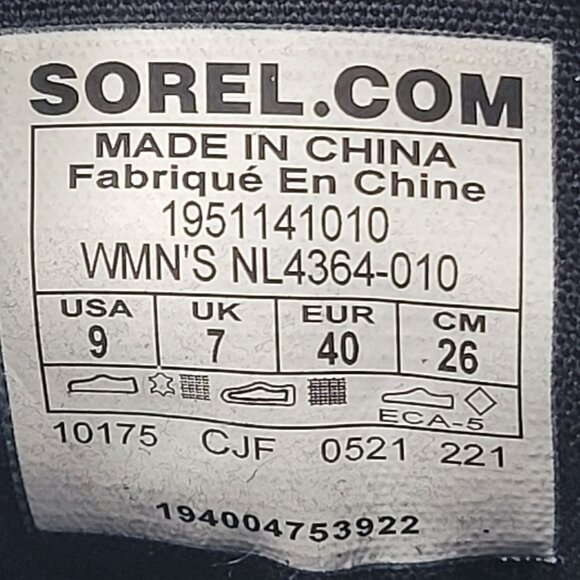 SOREL.COM
MADE IN CHINA
Fabriqué En Chine
1951141010
WMN'S NL4364-010
USA UK EUR CM
9 7 40 26
ECA-5
10175 CJF 0521 221
194004753922